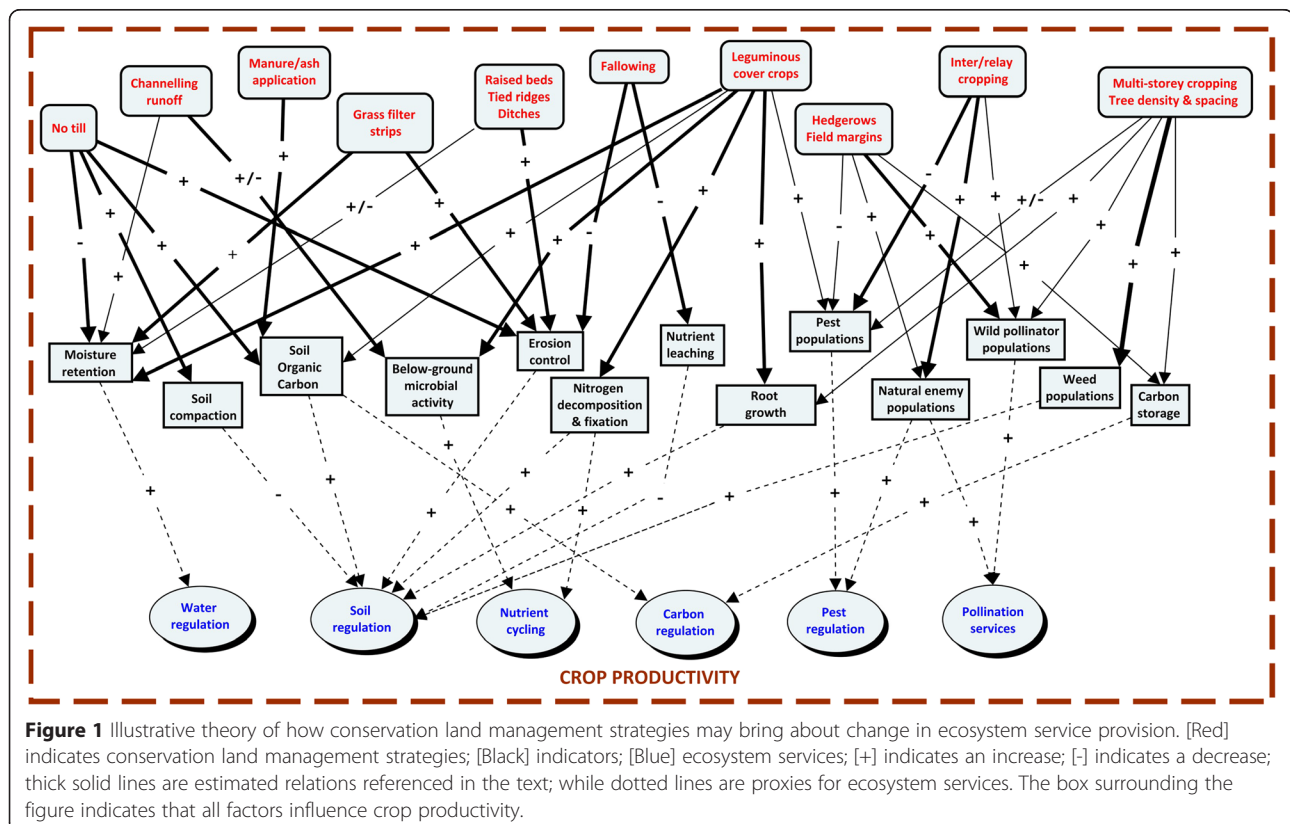 No till
Channelling
runoff
Manure/ash
application
Grass filter
strips
Raised beds
Tied ridges
Ditches
Fallowing
Leguminous
cover crops
Hedgerows
Field margins
Inter/relay
cropping
Multi-storey cropping
Tree density & spacing
+
+
+/-
+
+
-
+
+
+
+
+/-
+
+
+
-
-
+
+
+
+
+
-
+
-
+
+
+
+
+/-
+
+
+
+
Moisture
retention
Soil
compaction
Soil
Organic
Carbon
Below-ground
microbial
activity
Erosion
control
Nitrogen
decomposition
& fixation
Nutrient
leaching
Root
growth
Pest
populations
Natural enemy
populations
Wild pollinator
populations
Weed
populations
Carbon
storage
+
-
+
+
+
+
+
+
+
-
+
+
+
+
+
+
Water
regulation
Soil
regulation
Nutrient
cycling
Carbon
regulation
Pest
regulation
Pollination
services
CROP PRODUCTIVITY
Figure 1 Illustrative theory of how conservation land management strategies may bring about change in ecosystem service provision. [Red]
indicates conservation land management strategies; [Black] indicators; [Blue] ecosystem services; [+] indicates an increase; [-] indicates a decrease;
thick solid lines are estimated relations referenced in the text; while dotted lines are proxies for ecosystem services. The box surrounding the
figure indicates that all factors influence crop productivity.